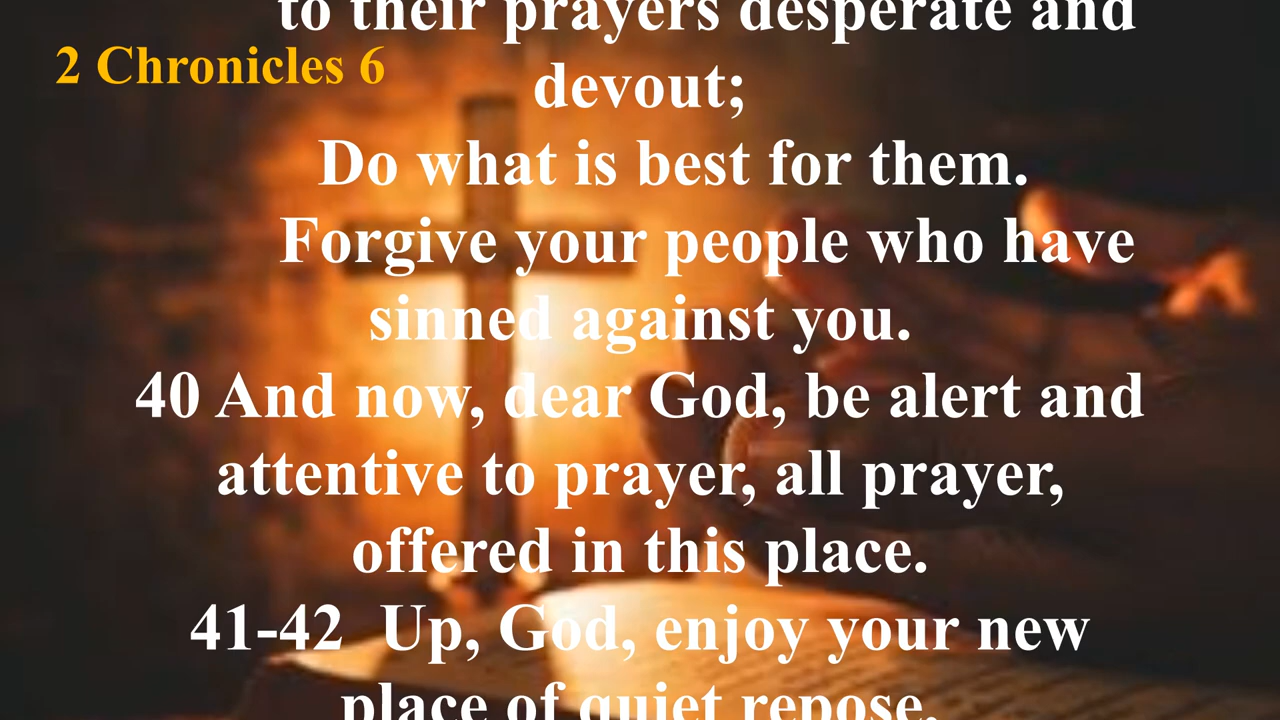 to their prayers desperate and
2 Chronicles 6
devout;
Do what is best for them.
Forgive your people who have
sinned against you.
40 And now, dear God, be alert and
attentive to prayer, all prayer,
offered in this place.
41-42 Up, God, enjoy your new
place of quiet repose,